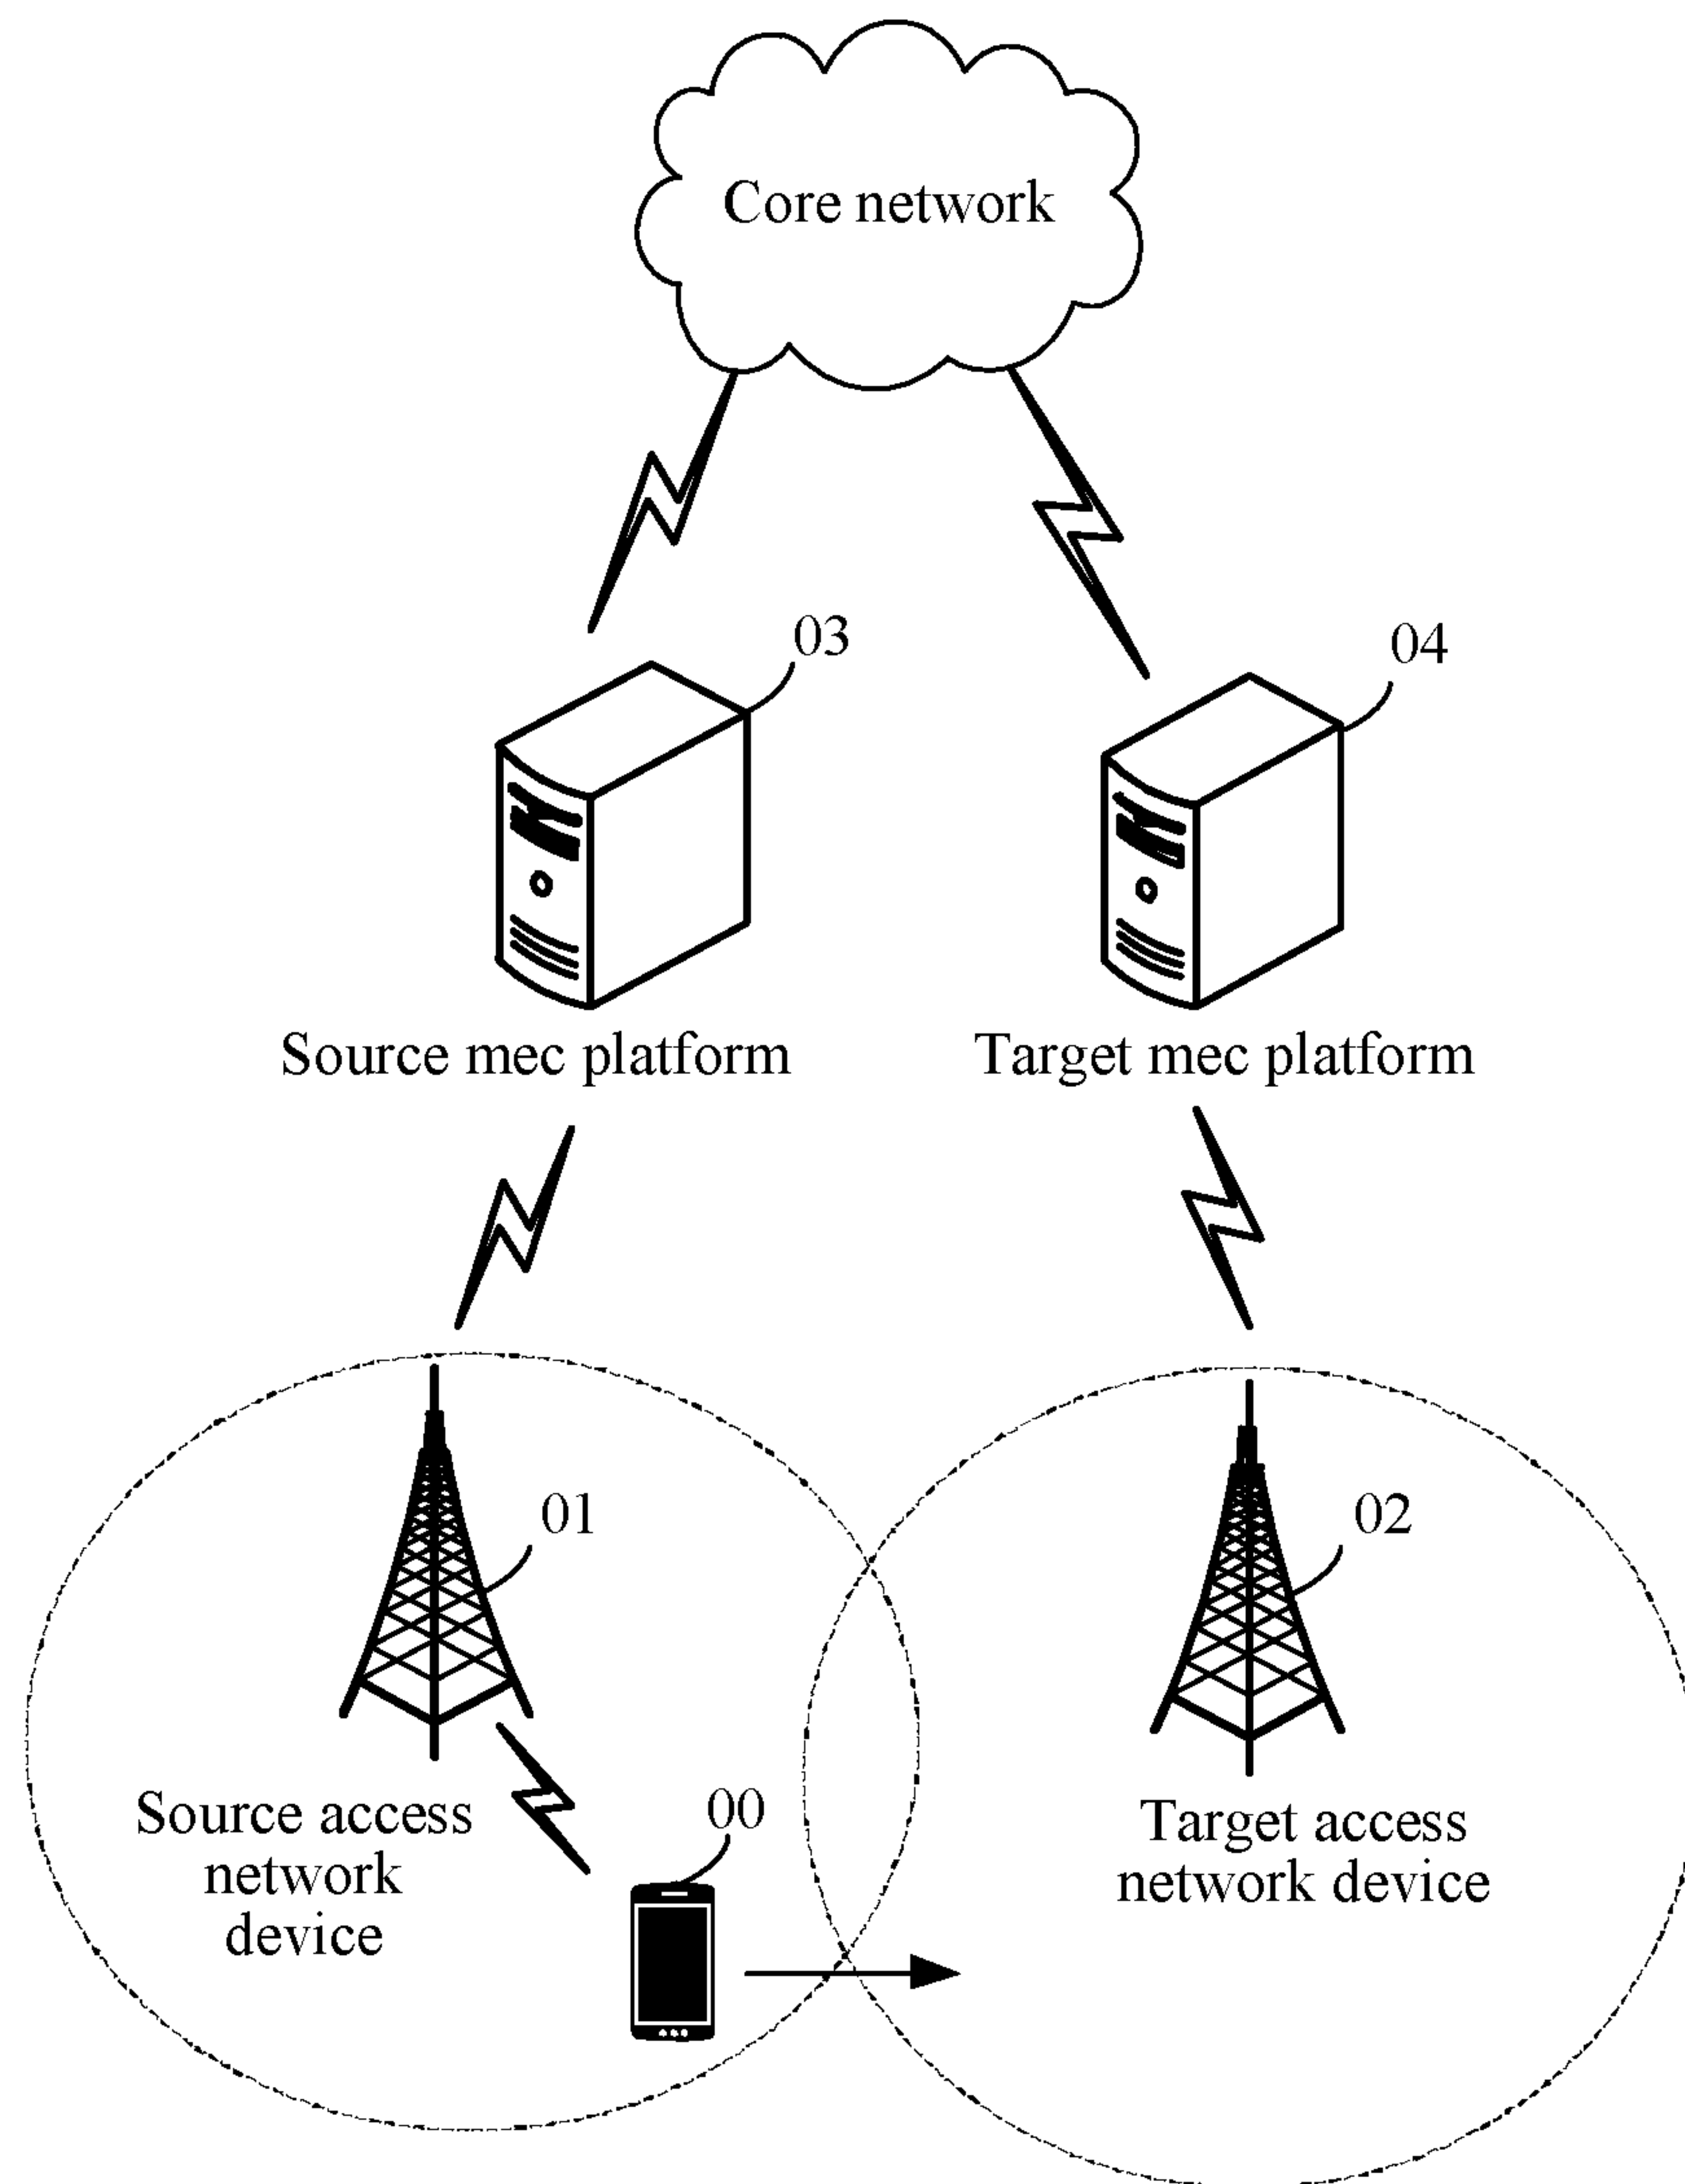 Core network
03
04
Source mec platform
Target mec platform
01
02
00
Source access
network
device
Target access
network device